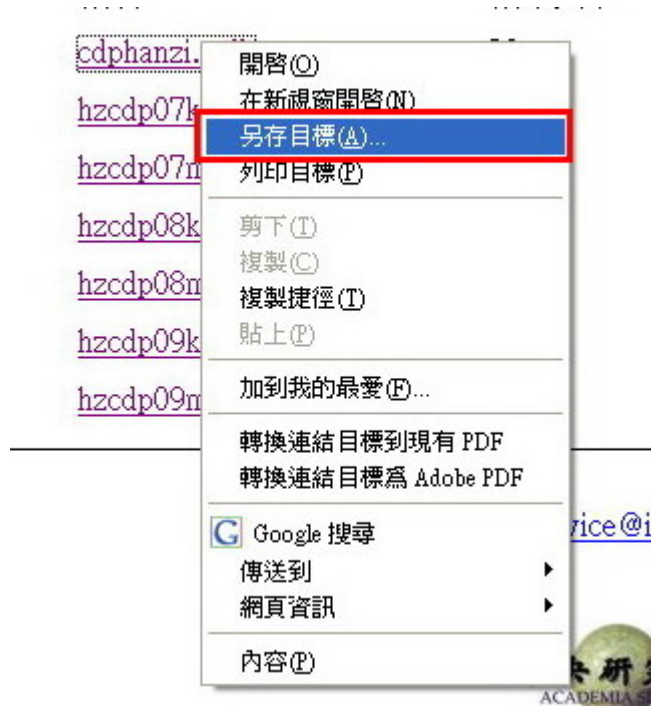 cdphanzi.
開啓(O)
在新視窗開啓(N)
hzcdp07k
另存目標(A)...
hzcdp07m
列印目標(P)
hzcdp08k
剪下(T)
複製(C)
hzcdp08m
複製捷徑(T)
hzcdp09k
貼上(P)
hzcdp09m
加到我的最愛(F)...
轉換連結目標到現有 PDF
轉換連結目標爲 Adobe PDF
vice@i
Google 搜尋
傳送到
網頁資訊
內容(P)
研
ACADEMIA